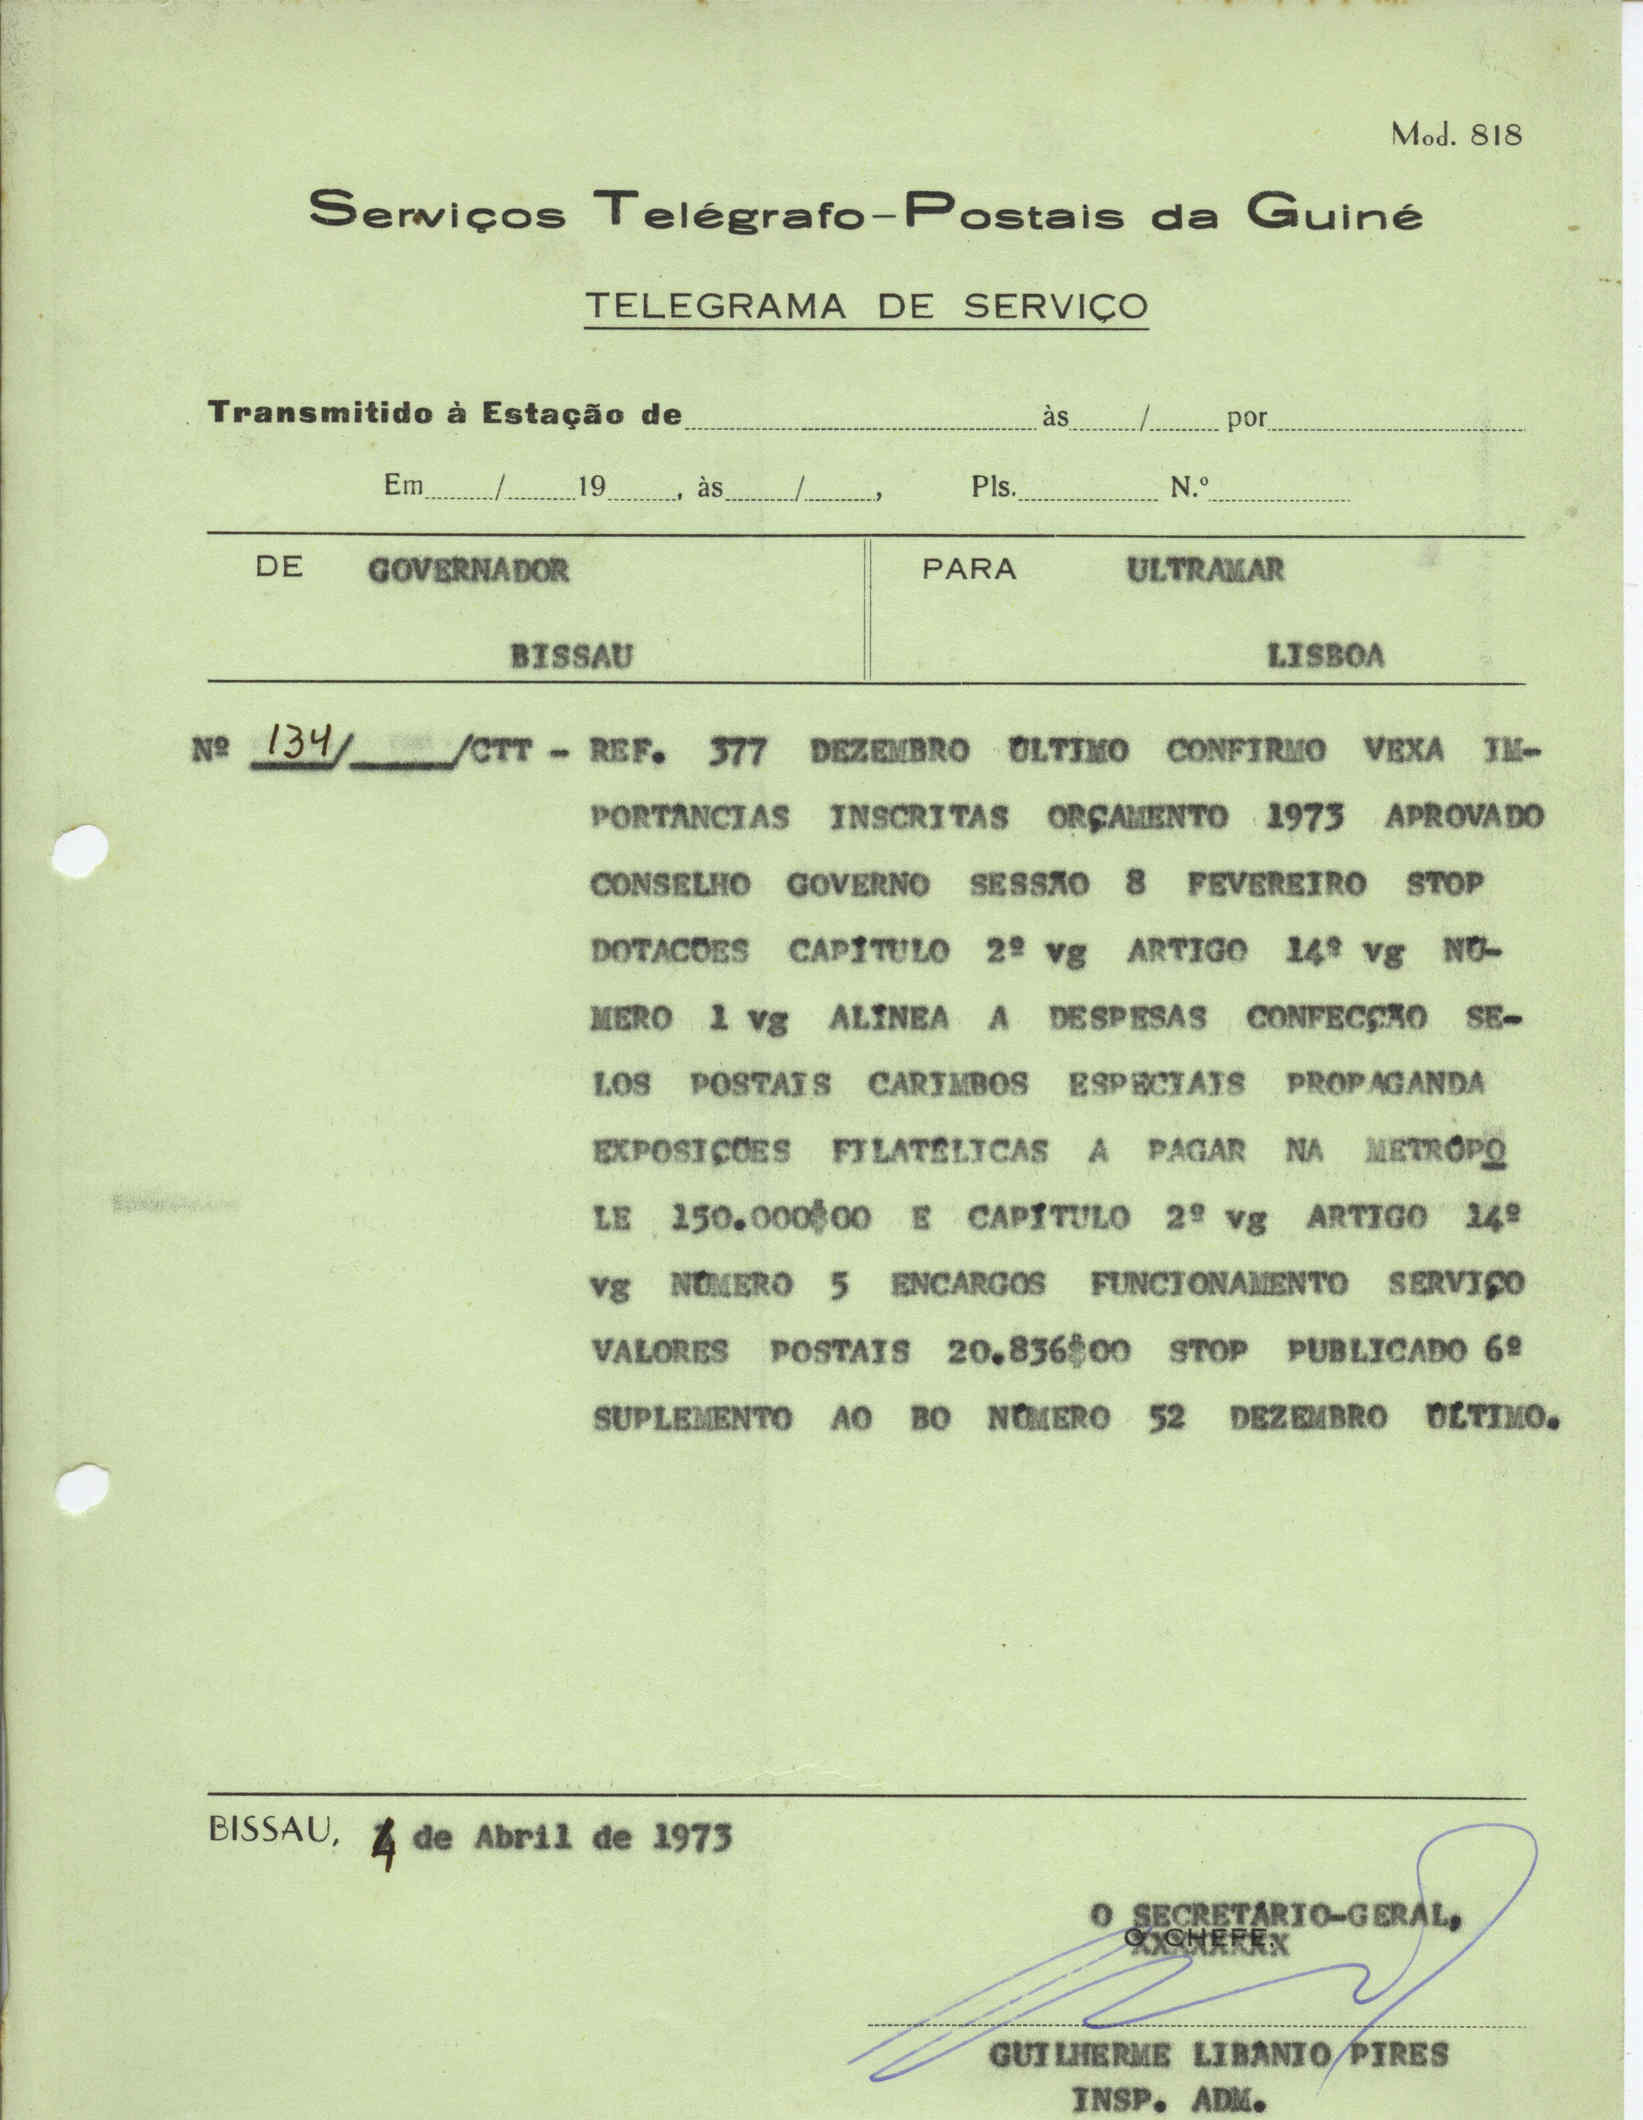 Mod. 818
Serviços Telégrafo-Postais da Guiné
TELEGRAMA DE SERVIÇO
Transmitido à Estação de às / por
Em / 19 , às / , Pls. N.º
DE GOVERNADOR PARA ULTRAMAR
BISSAU LISBOA
Nº 134/ /CTT - REF. 377 DEZEMBRO ÚLTIMO CONFIRMO VEXA IM-
PORTÂNCIAS INSCRITAS ORÇAMENTO 1973 APROVADO
CONSELHO GOVERNO SESSÃO 8 FEVEREIRO STOP
DOTACÕES CAPÍTULO 2º vg ARTIGO 14º vg NÚ-
MERO 1 vg ALÍNEA A DESPESAS CONFECÇÃO SE-
LOS POSTAIS CARIMBOS ESPECIAIS PROPAGANDA
EXPOSIÇÕES FILATÉLICAS A PAGAR NA METRÓPO
LE 150.000$00 E CAPÍTULO 2º vg ARTIGO 14º
vg NÚMERO 5 ENCARGOS FUNCIONAMENTO SERVIÇO
VALORES POSTAIS 20.836$00 STOP PUBLICADO 6º
SUPLEMENTO AO BO NÚMERO 52 DEZEMBRO ÚLTIMO.
BISSAU, 4 de Abril de 1973
O SECRETÁRIO-GERAL,
O CHEFE.
GUILHERME LIBÂNIO PIRES
INSP. ADM.